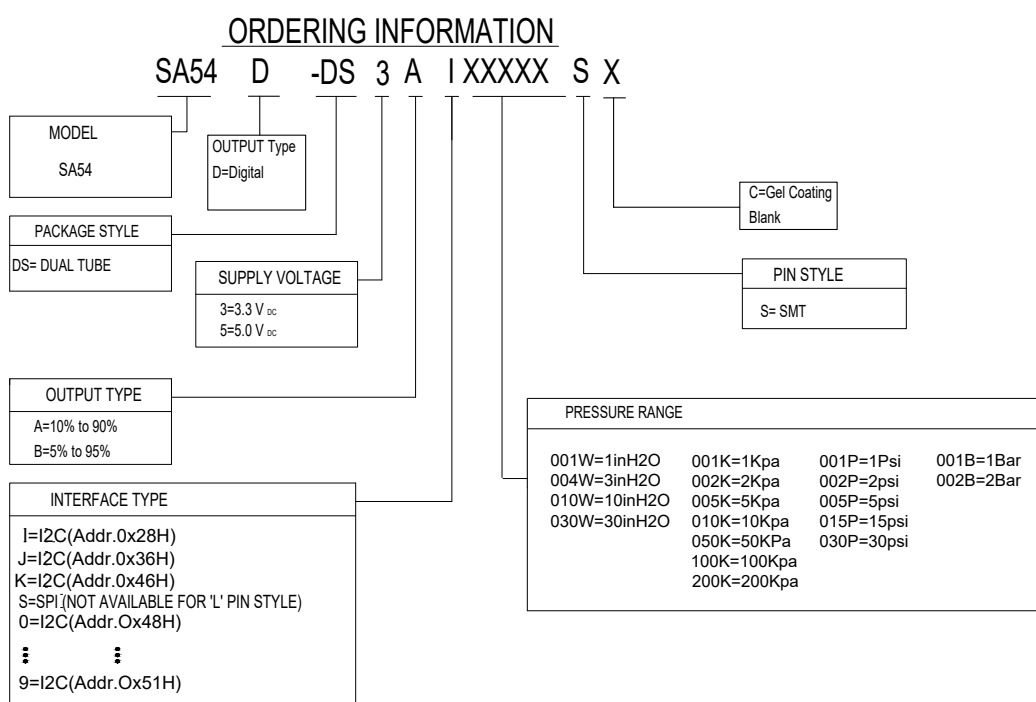 ORDERING INFORMATION
SA54 D -DS 3 A I XXXXX S X
MODEL
SA54
OUTPUT Type
D=Digital
C=Gel Coating
Blank
PACKAGE STYLE
DS= DUAL TUBE
SUPPLY VOLTAGE
3=3.3 V DC
5=5.0 V DC
PIN STYLE
S= SMT
OUTPUT TYPE
A=10% to 90%
B=5% to 95%
INTERFACE TYPE
I=I2C(Addr.0x28H)
J=I2C(Addr.0x36H)
K=I2C(Addr.0x46H)
S=SPI.(NOT AVAILABLE FOR 'L' PIN STYLE)
0=I2C(Addr.Ox48H)
9=I2C(Addr.Ox51H)
PRESSURE RANGE
001W=1inH2O 001K=1Kpa 001P=1Psi 001B=1Bar
004W=3inH2O 002K=2Kpa 002P=2psi 002B=2Bar
010W=10inH2O 005K=5Kpa 005P=5psi
030W=30inH2O 010K=10Kpa 015P=15psi
050K=50KPa 030P=30psi
100K=100Kpa
200K=200Kpa